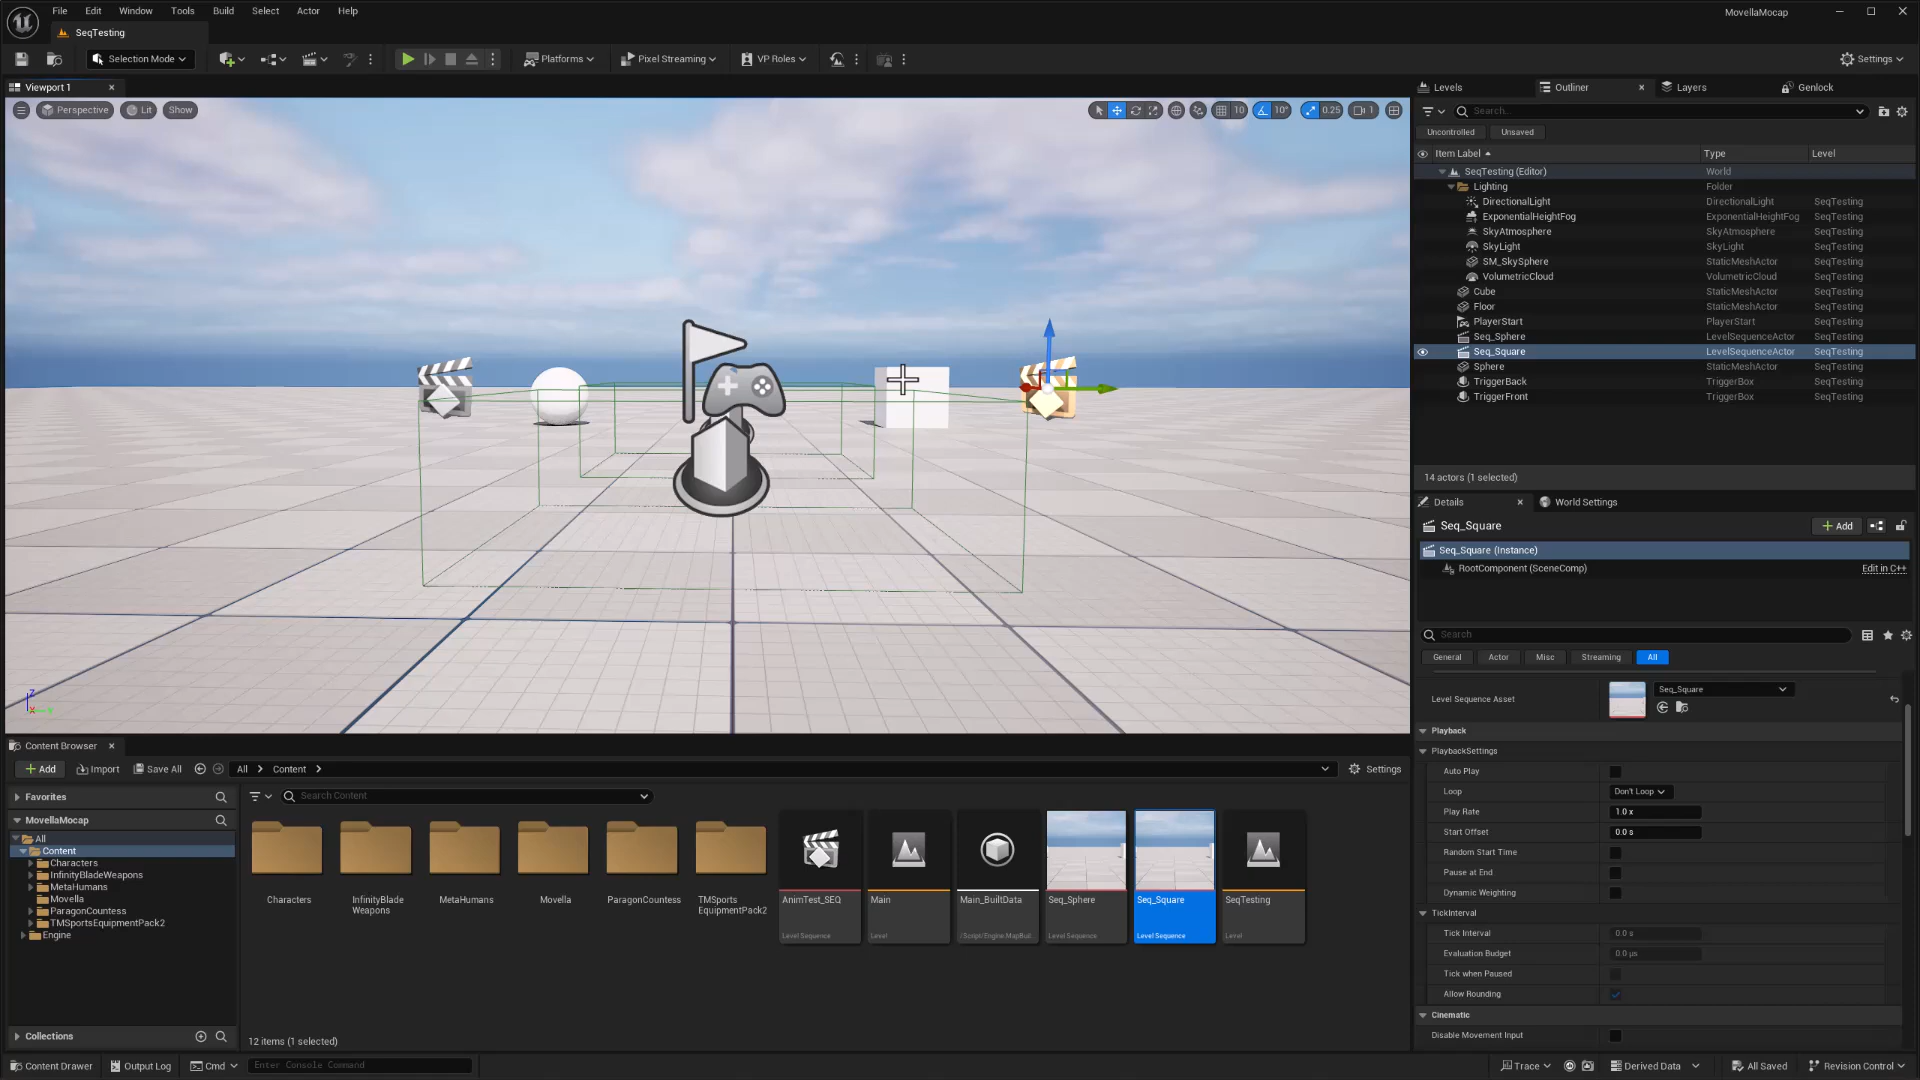 File Edit Window Tools Build Select Actor Help
MovellaMocap
SeqTesting
Selection Mode
Platforms
Pixel Streaming
VP Roles
Settings
Viewport 1
Perspective
Lit
Show
10
10°
0.25
1
Levels
Outliner
Layers
Genlock
Search...
Uncontrolled
Unsaved
Item Label Type Level
SeqTesting (Editor) World
Lighting Folder
DirectionalLight DirectionalLight SeqTesting
ExponentialHeightFog ExponentialHeightFog SeqTesting
SkyAtmosphere SkyAtmosphere SeqTesting
SkyLight SkyLight SeqTesting
SM_SkySphere StaticMeshActor SeqTesting
VolumetricCloud VolumetricCloud SeqTesting
Cube StaticMeshActor SeqTesting
Floor StaticMeshActor SeqTesting
PlayerStart PlayerStart SeqTesting
Seq_Sphere LevelSequenceActor SeqTesting
Seq_Square LevelSequenceActor SeqTesting
Sphere StaticMeshActor SeqTesting
TriggerBack TriggerBox SeqTesting
TriggerFront TriggerBox SeqTesting
14 actors (1 selected)
Details
World Settings
Seq_Square
Add
Seq_Square (Instance)
RootComponent (SceneComp)
Edit in C++
Search
General Actor Misc Streaming All
Level Sequence Asset
Seq_Square
Playback
PlaybackSettings
Auto Play
Loop Don't Loop
Play Rate 1.0 x
Start Offset 0.0 s
Random Start Time
Pause at End
Dynamic Weighting
TickInterval
Tick Interval 0.0 s
Evaluation Budget 0.0 µs
Tick when Paused
Allow Rounding
Cinematic
Disable Movement Input
Z
X
Y
Content Browser
Add
Import
Save All
All
Content
Settings
Favorites
MovellaMocap
All
Content
Characters
InfinityBladeWeapons
MetaHumans
Movella
ParagonCountess
TMSportsEquipmentPack2
Engine
Collections
Search Content
Characters
InfinityBlade
Weapons
MetaHumans
Movella
ParagonCountess
TMSports
EquipmentPack2
AnimTest_SEQ
Level Sequence
Main
Level
Main_BuiltData
/Script/Engine.MapBuil..
Seq_Sphere
Level Sequence
Seq_Square
Level Sequence
SeqTesting
Level
12 items (1 selected)
Content Drawer
Output Log
Cmd
Enter Console Command
Trace
Derived Data
All Saved
Revision Control